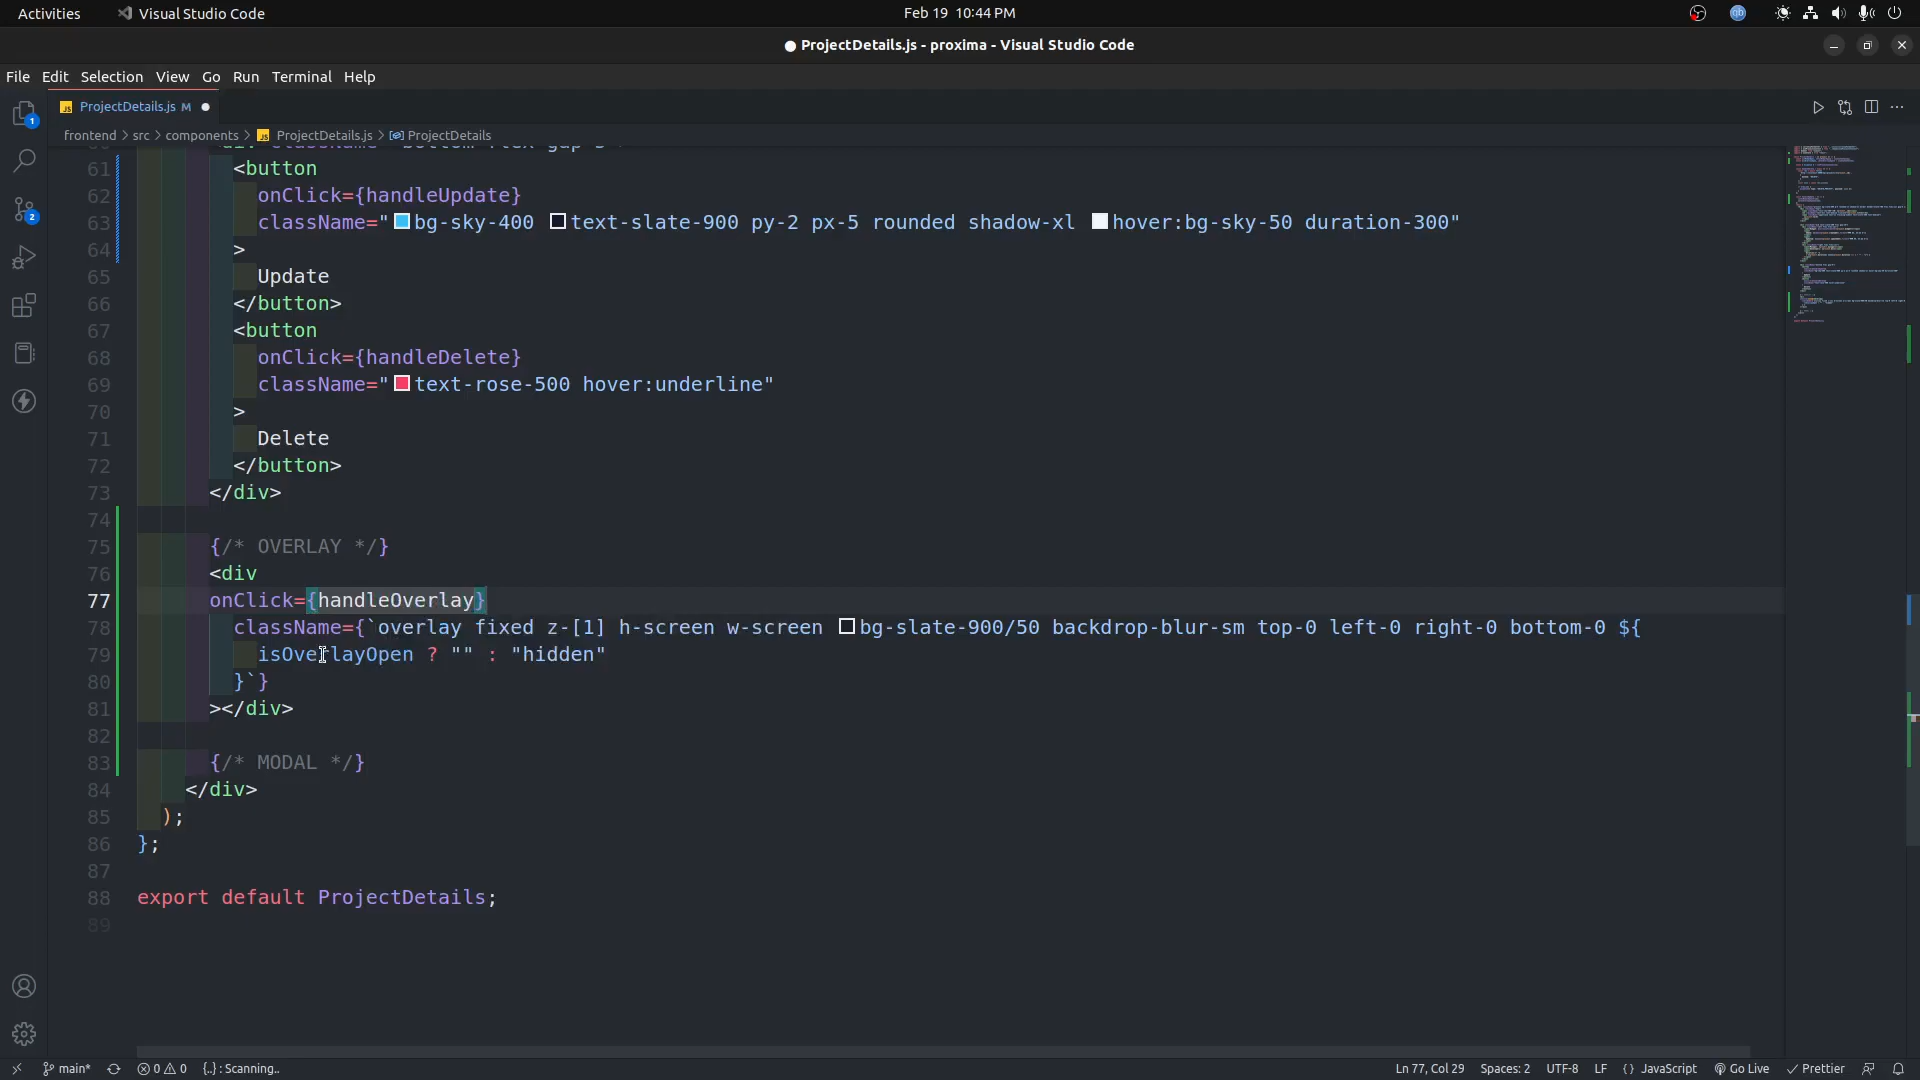 Activities Visual Studio Code Feb 19 10:44 PM
ProjectDetails.js - proxima - Visual Studio Code
File Edit Selection View Go Run Terminal Help
ProjectDetails.js M
frontend > src > components > ProjectDetails.js > ProjectDetails
61 <button
62 onClick={handleUpdate}
63 className="bg-sky-400 text-slate-900 py-2 px-5 rounded shadow-xl hover:bg-sky-50 duration-300"
64 >
65 Update
66 </button>
67 <button
68 onClick={handleDelete}
69 className="text-rose-500 hover:underline"
70 >
71 Delete
72 </button>
73 </div>
74
75 {/* OVERLAY */}
76 <div
77 onClick={handleOverlay}
78 className={`overlay fixed z-[1] h-screen w-screen bg-slate-900/50 backdrop-blur-sm top-0 left-0 right-0 bottom-0 ${
79 isOverlayOpen ? "" : "hidden"
80 }`}
81 ></div>
82
83 {/* MODAL */}
84 </div>
85 );
86 };
87
88 export default ProjectDetails;
89
main* 0 0 {..} : Scanning.. Ln 77, Col 29 Spaces: 2 UTF-8 LF {} JavaScript Go Live Prettier